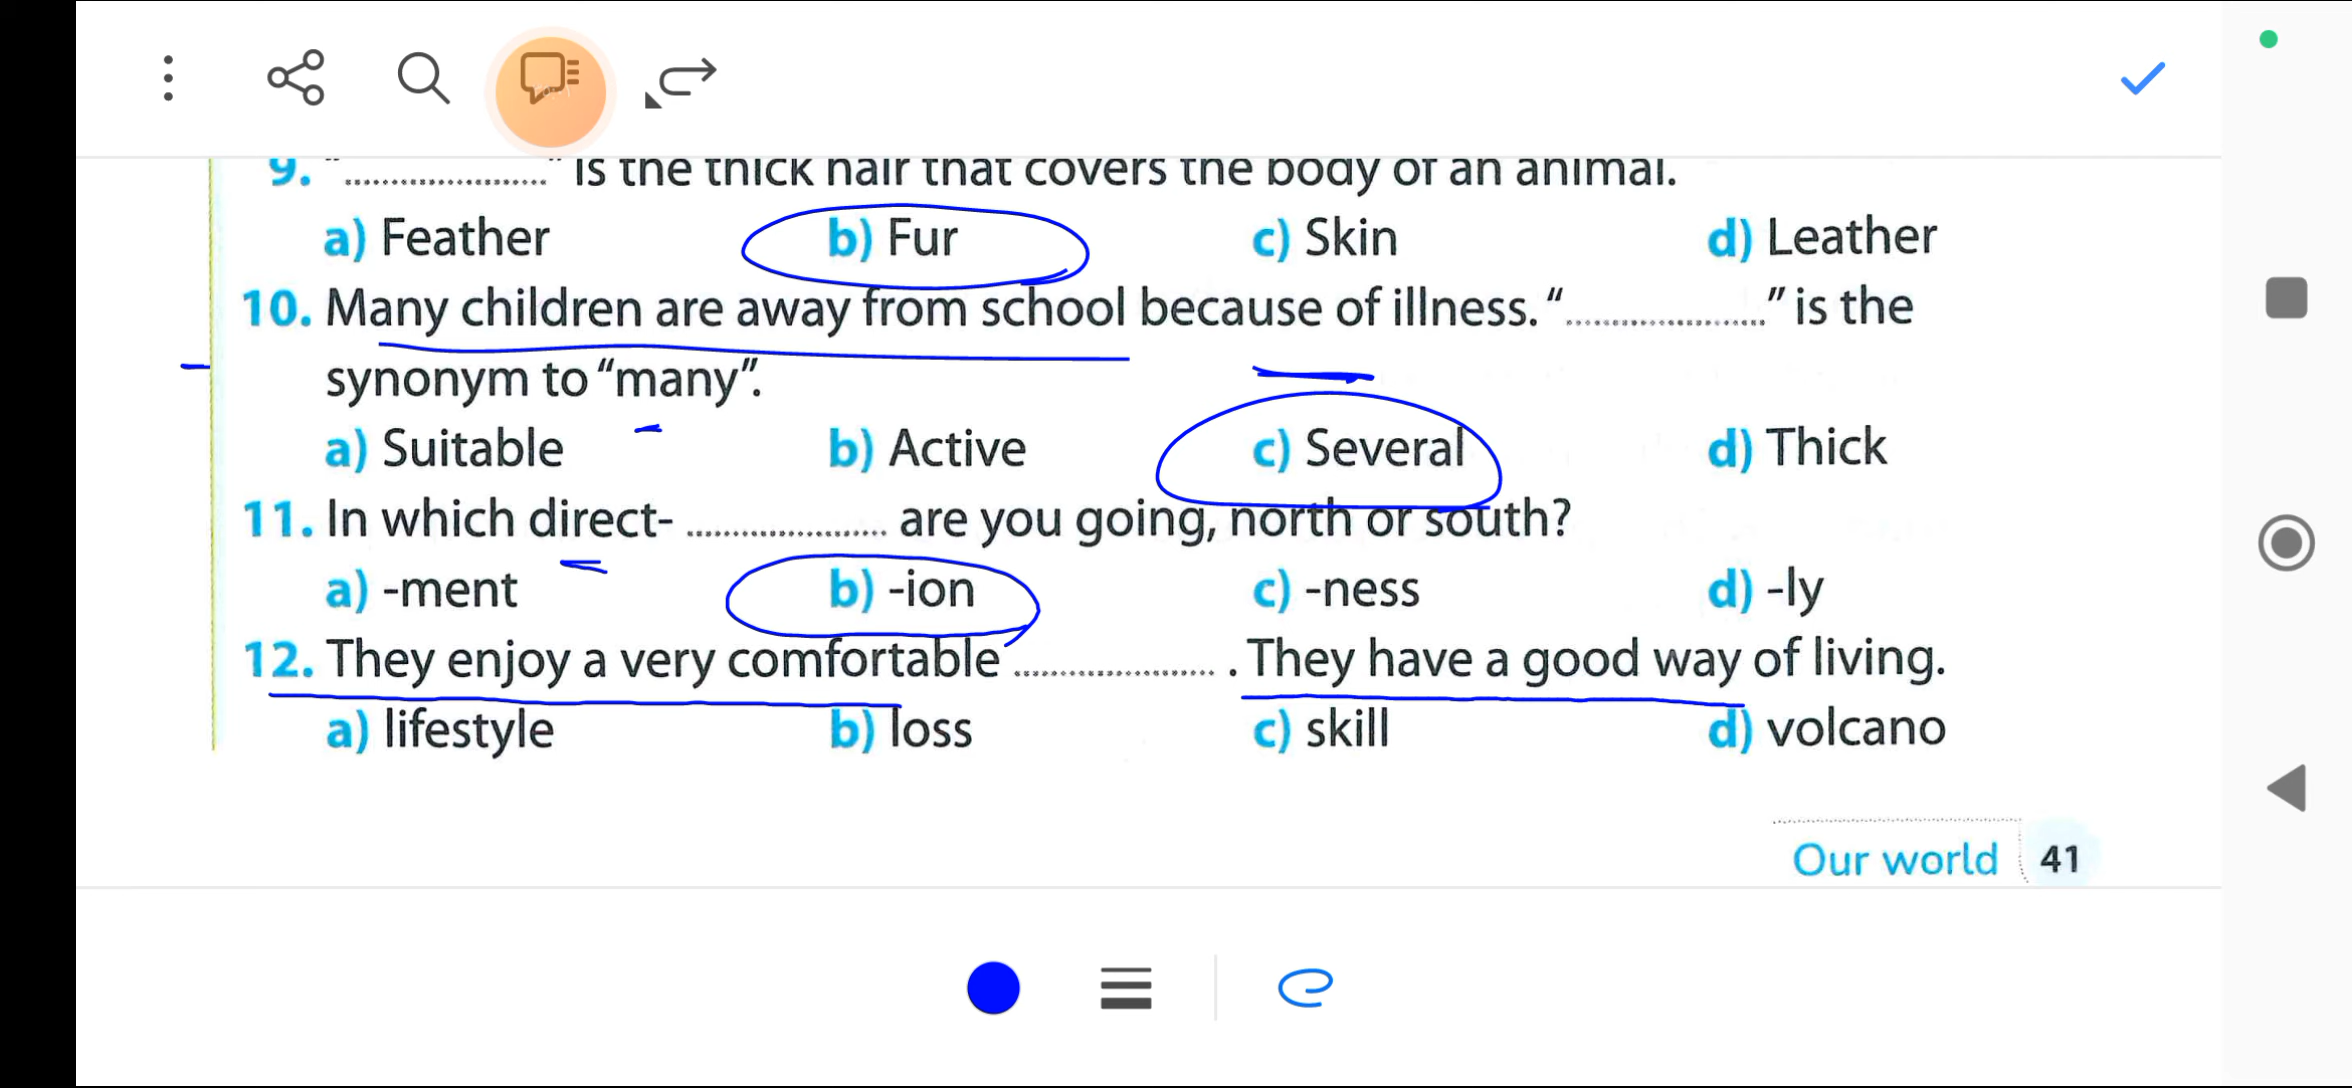 9. "....................." is the thick hair that covers the body of an animal.
a) Feather b) Fur c) Skin d) Leather
10. Many children are away from school because of illness. "....................." is the
synonym to "many".
a) Suitable b) Active c) Several d) Thick
11. In which direct- ..................... are you going, north or south?
a) -ment b) -ion c) -ness d) -ly
12. They enjoy a very comfortable ..................... . They have a good way of living.
a) lifestyle b) loss c) skill d) volcano
Our world 41